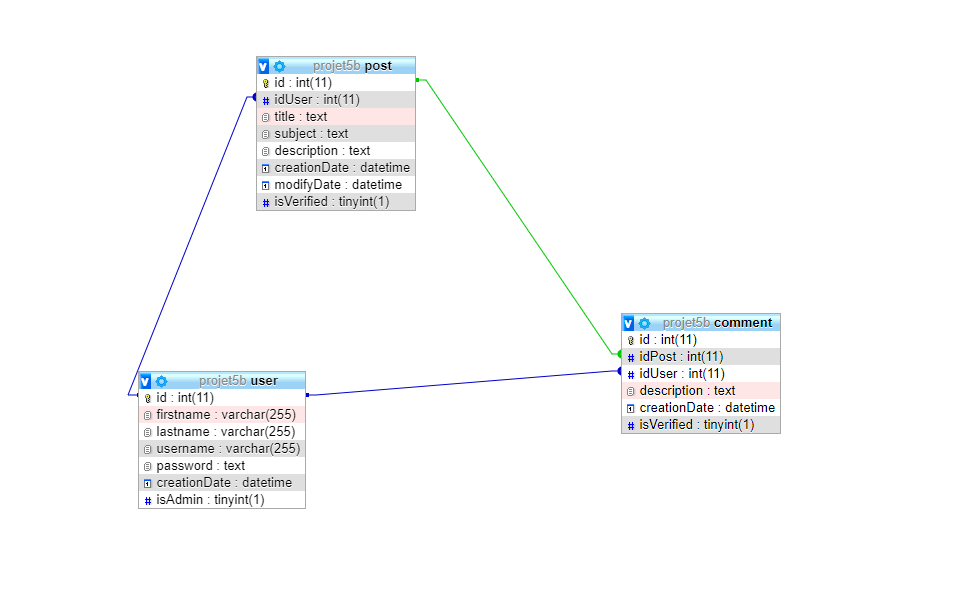 projet5b post
id : int(11)
idUser : int(11)
title : text
subject : text
description : text
creationDate : datetime
modifyDate : datetime
isVerified : tinyint(1)
projet5b comment
id : int(11)
idPost : int(11)
idUser : int(11)
description : text
creationDate : datetime
isVerified : tinyint(1)
projet5b user
id : int(11)
firstname : varchar(255)
lastname : varchar(255)
username : varchar(255)
password : text
creationDate : datetime
isAdmin : tinyint(1)